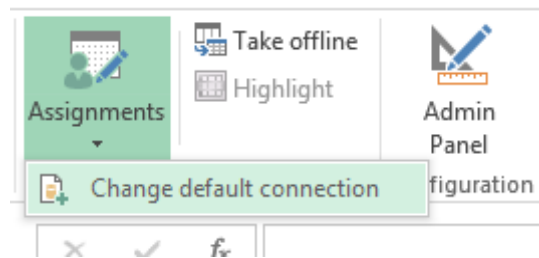 Assignments
Take offline
Highlight
Admin
Panel
Change default connection
figuration
fx